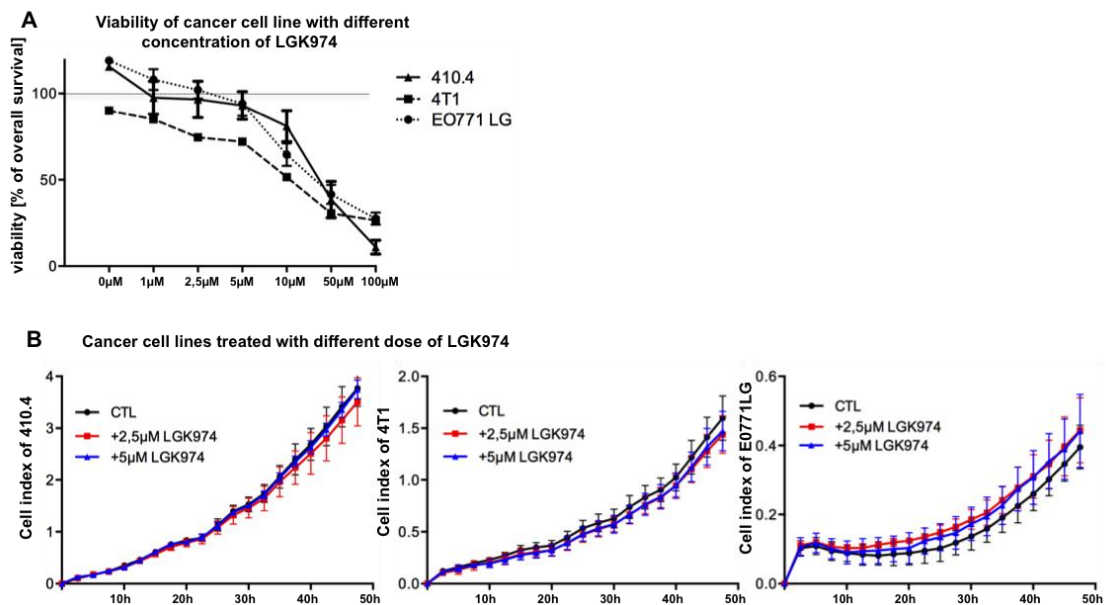 A
Viability of cancer cell line with different
concentration of LGK974
viability [% of overall survival]
100
50
0
0µM 1µM 2,5µM 5µM 10µM 50µM 100µM
410.4
4T1
EO771 LG
B
Cancer cell lines treated with different dose of LGK974
Cell index of 410.4
4
3
2
1
0
CTL
+2,5µM LGK974
+5µM LGK974
10h 20h 30h 40h 50h
Cell index of 4T1
2.0
1.5
1.0
0.5
0.0
CTL
+2,5µM LGK974
+5µM LGK974
10h 20h 30h 40h 50h
Cell index of E0771LG
0.6
0.4
0.2
0.0
CTL
+2,5µM LGK974
+5µM LGK974
10h 20h 30h 40h 50h